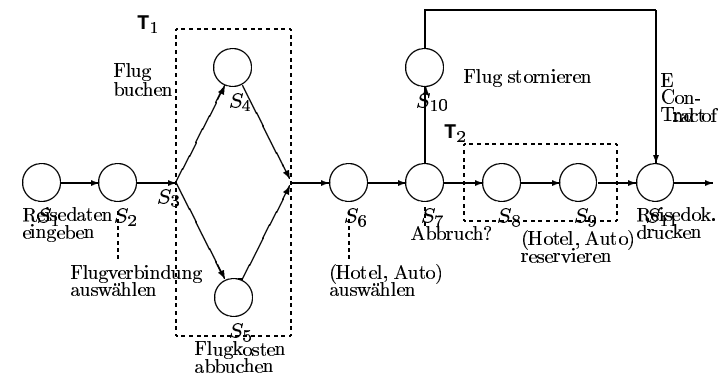 T1
Flug
buchen
S4
Flug stornieren
S10
E
Con-
Tract
T2
S3
Reisedaten
eingeben
S2
S6
S7
S8
S9
S11
Reisedok.
drucken
Abbruch?
(Hotel, Auto)
reservieren
Flugverbindung
auswählen
(Hotel, Auto)
auswählen
S5
Flugkosten
abbuchen